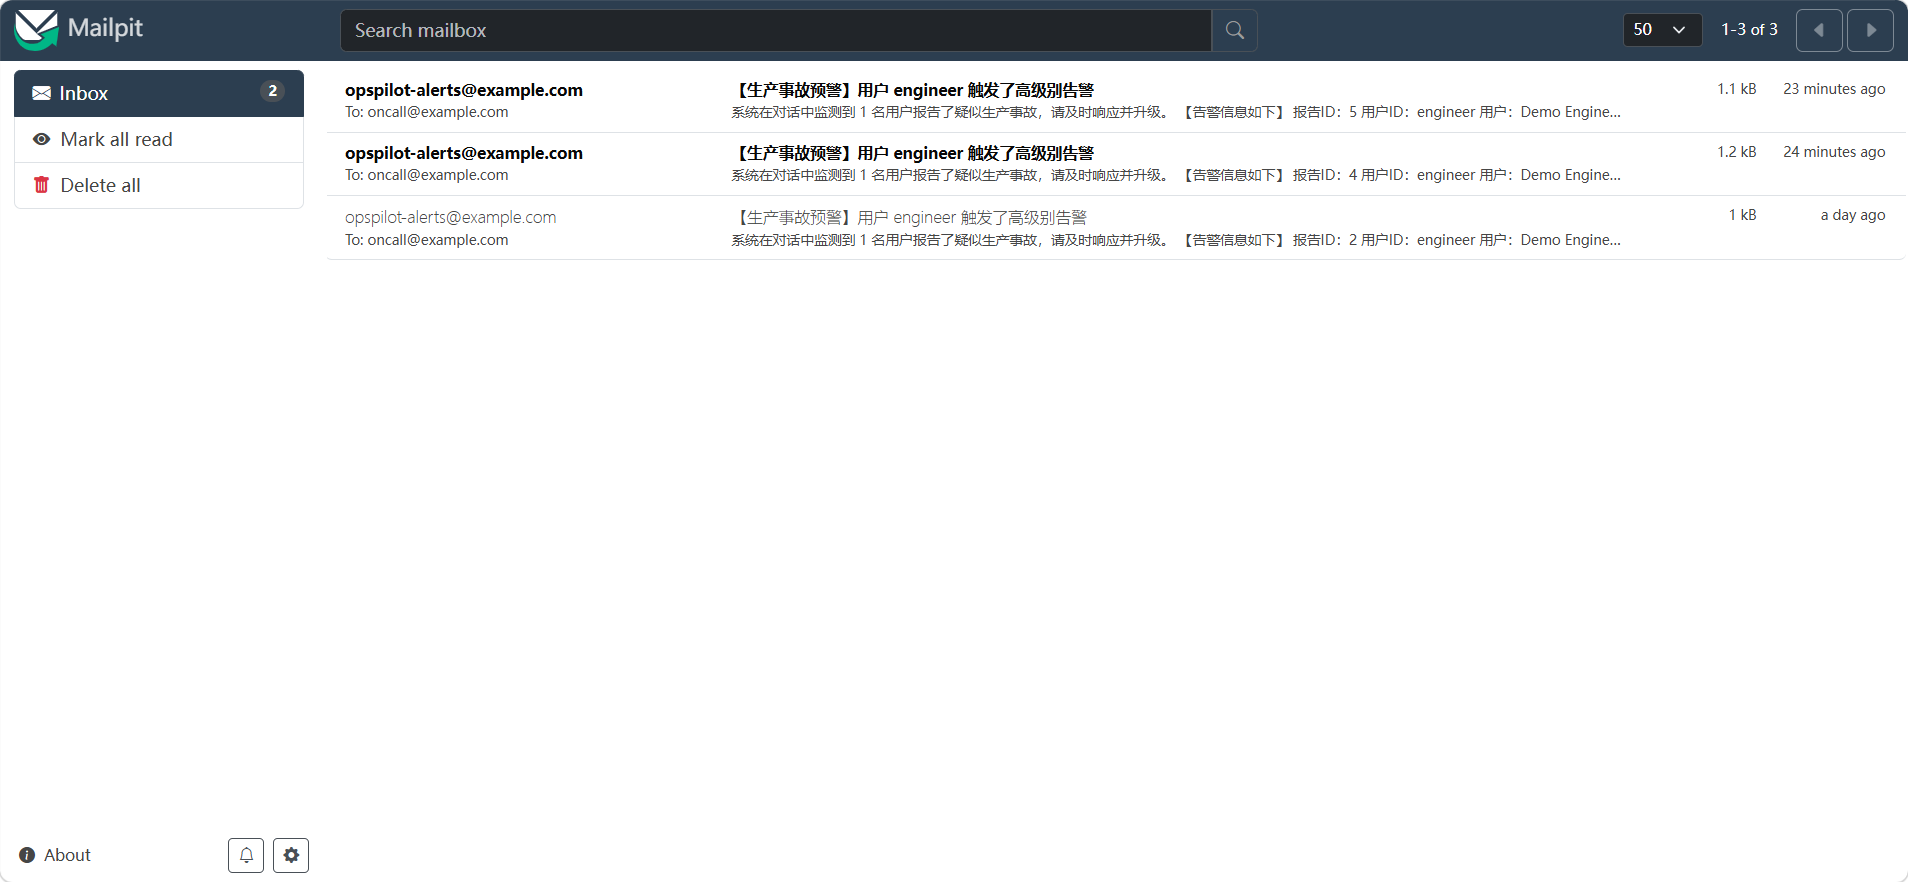 Mailpit
Search mailbox
50
1-3 of 3
Inbox
2
Mark all read
Delete all
opspilot-alerts@example.com
To: oncall@example.com
【生产事故预警】用户 engineer 触发了高级别告警
系统在对话中监测到 1 名用户报告了疑似生产事故，请及时响应并升级。 【告警信息如下】 报告ID：5 用户ID：engineer 用户：Demo Engine...
1.1 kB
23 minutes ago
opspilot-alerts@example.com
To: oncall@example.com
【生产事故预警】用户 engineer 触发了高级别告警
系统在对话中监测到 1 名用户报告了疑似生产事故，请及时响应并升级。 【告警信息如下】 报告ID：4 用户ID：engineer 用户：Demo Engine...
1.2 kB
24 minutes ago
opspilot-alerts@example.com
To: oncall@example.com
【生产事故预警】用户 engineer 触发了高级别告警
系统在对话中监测到 1 名用户报告了疑似生产事故，请及时响应并升级。 【告警信息如下】 报告ID：2 用户ID：engineer 用户：Demo Engine...
1 kB
a day ago
About